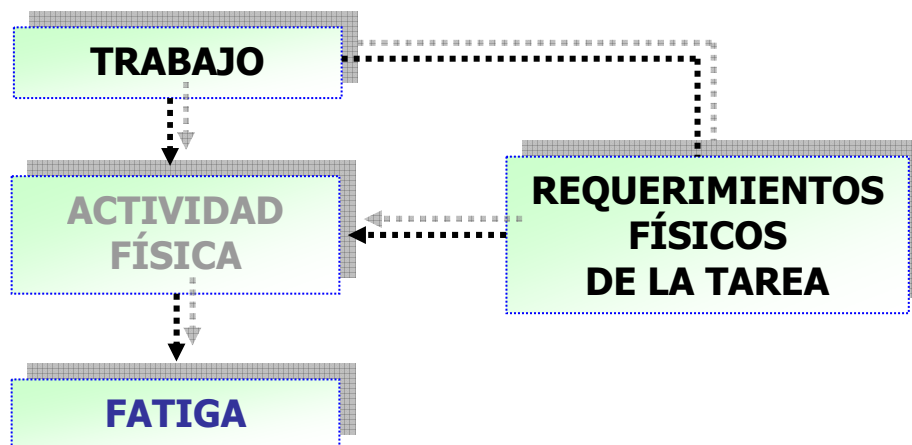 TRABAJO
ACTIVIDAD
FÍSICA
REQUERIMIENTOS
FÍSICOS
DE LA TAREA
FATIGA